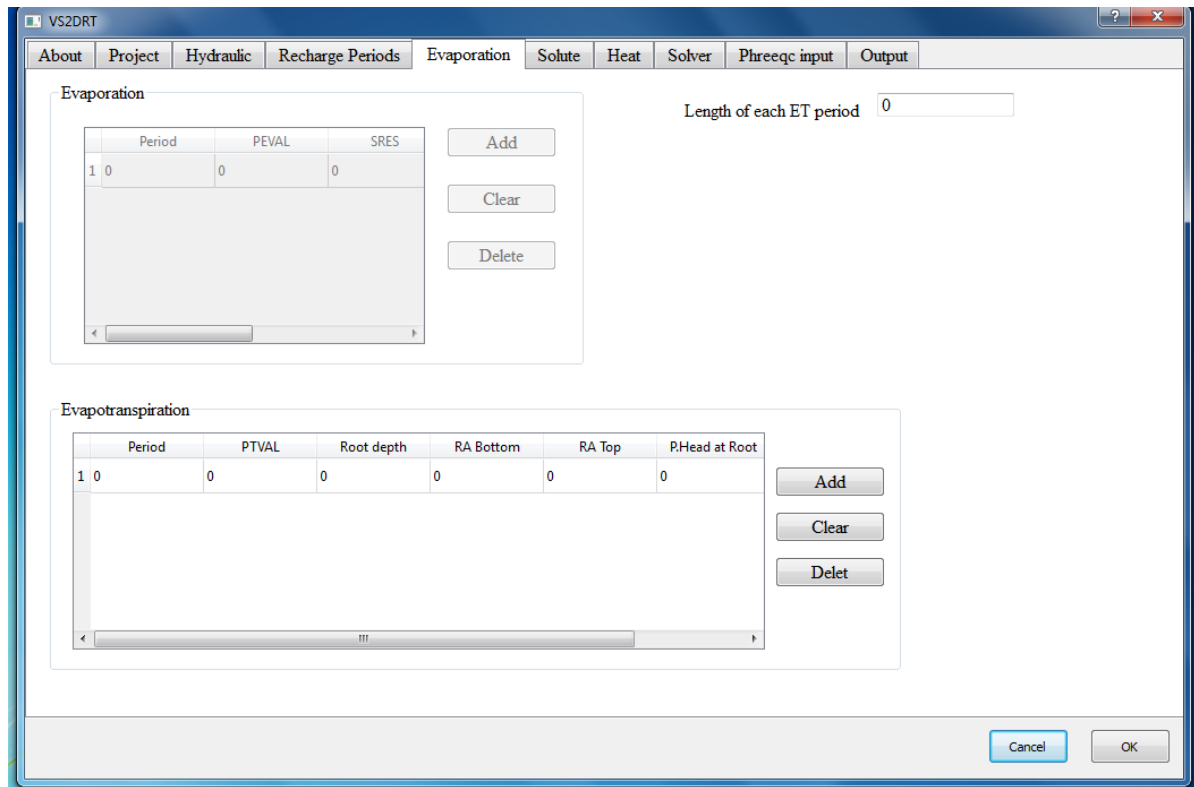 VS2DRT
About Project Hydraulic Recharge Periods Evaporation Solute Heat Solver Phreeqc input Output
Evaporation
Length of each ET period 0
Period PEVAL SRES
1 0 0 0
Add
Clear
Delete
Evapotranspiration
Period PTVAL Root depth RA Bottom RA Top P.Head at Root
1 0 0 0 0 0 0
Add
Clear
Delet
Cancel OK